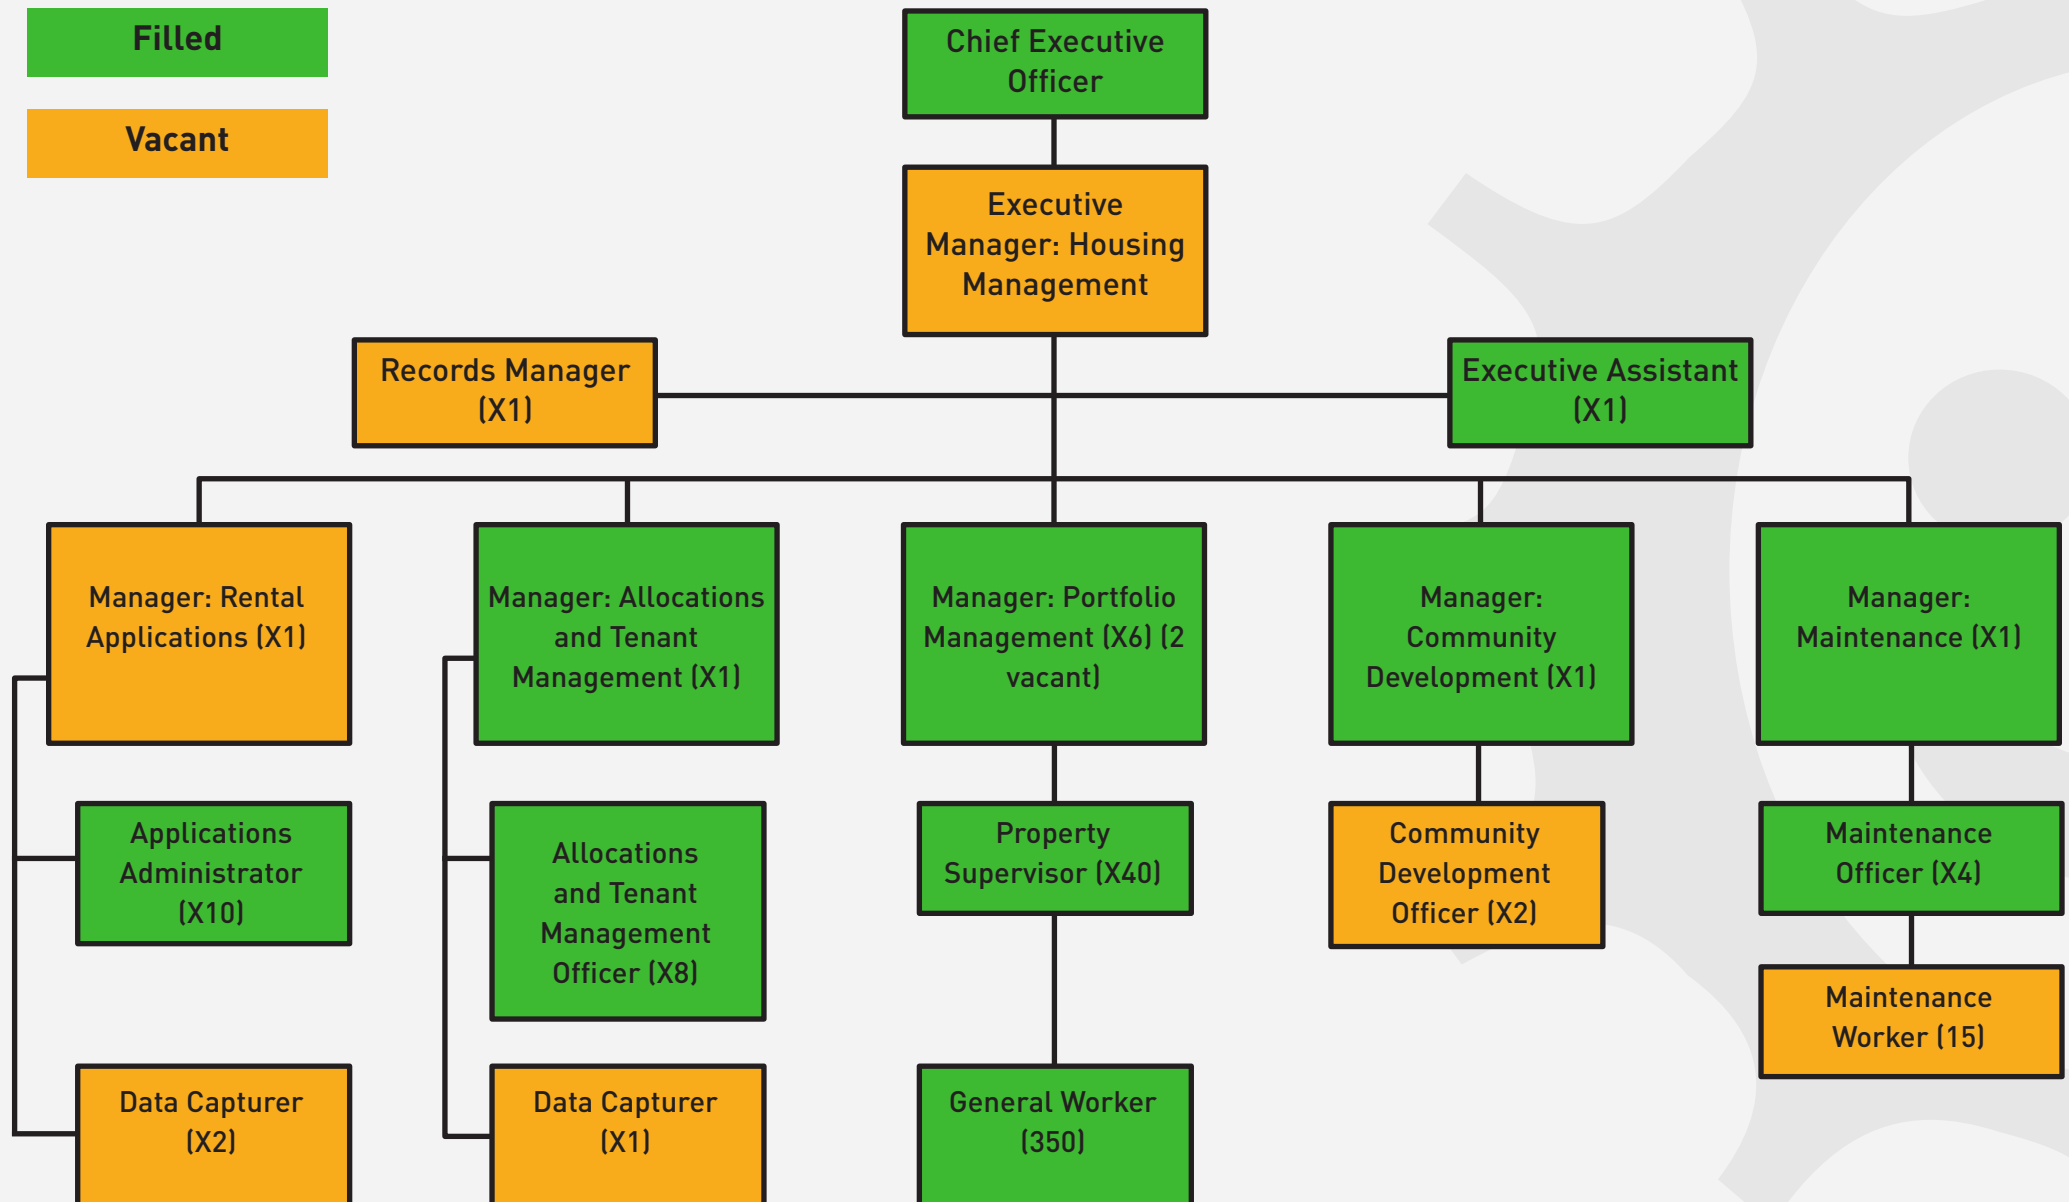 Filled
Vacant
Chief Executive
Officer
Executive
Manager: Housing
Management
Records Manager
(X1)
Executive Assistant
(X1)
Manager: Rental
Applications (X1)
Manager: Allocations
and Tenant
Management (X1)
Manager: Portfolio
Management (X6) (2
vacant)
Manager:
Community
Development (X1)
Manager:
Maintenance (X1)
Applications
Administrator
(X10)
Allocations
and Tenant
Management
Officer (X8)
Property
Supervisor (X40)
Community
Development
Officer (X2)
Maintenance
Officer (X4)
Maintenance
Worker (15)
Data Capturer
(X2)
Data Capturer
(X1)
General Worker
(350)